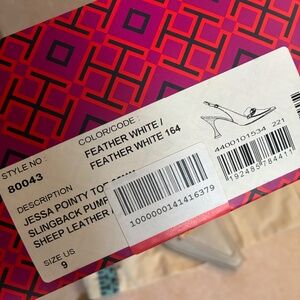 STYLE NO
80043
COLOR/CODE
FEATHER WHITE /
FEATHER WHITE 164
DESCRIPTION
JESSA POINTY TOE
SLINGBACK PUMP
SHEEP LEATHER
SIZE US
9
1000000141416379
4400101534 221
192485784411